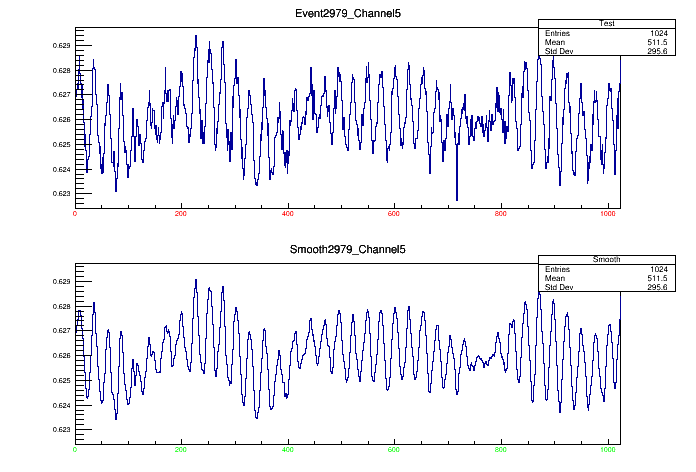 Event2979_Channel5
Test
Entries 1024
Mean 511.5
Std Dev 295.6
0.629
0.628
0.627
0.626
0.625
0.624
0.623
0 200 400 600 800 1000
Smooth2979_Channel5
Smooth
Entries 1024
Mean 511.5
Std Dev 295.6
0.629
0.628
0.627
0.626
0.625
0.624
0.623
0 200 400 600 800 1000